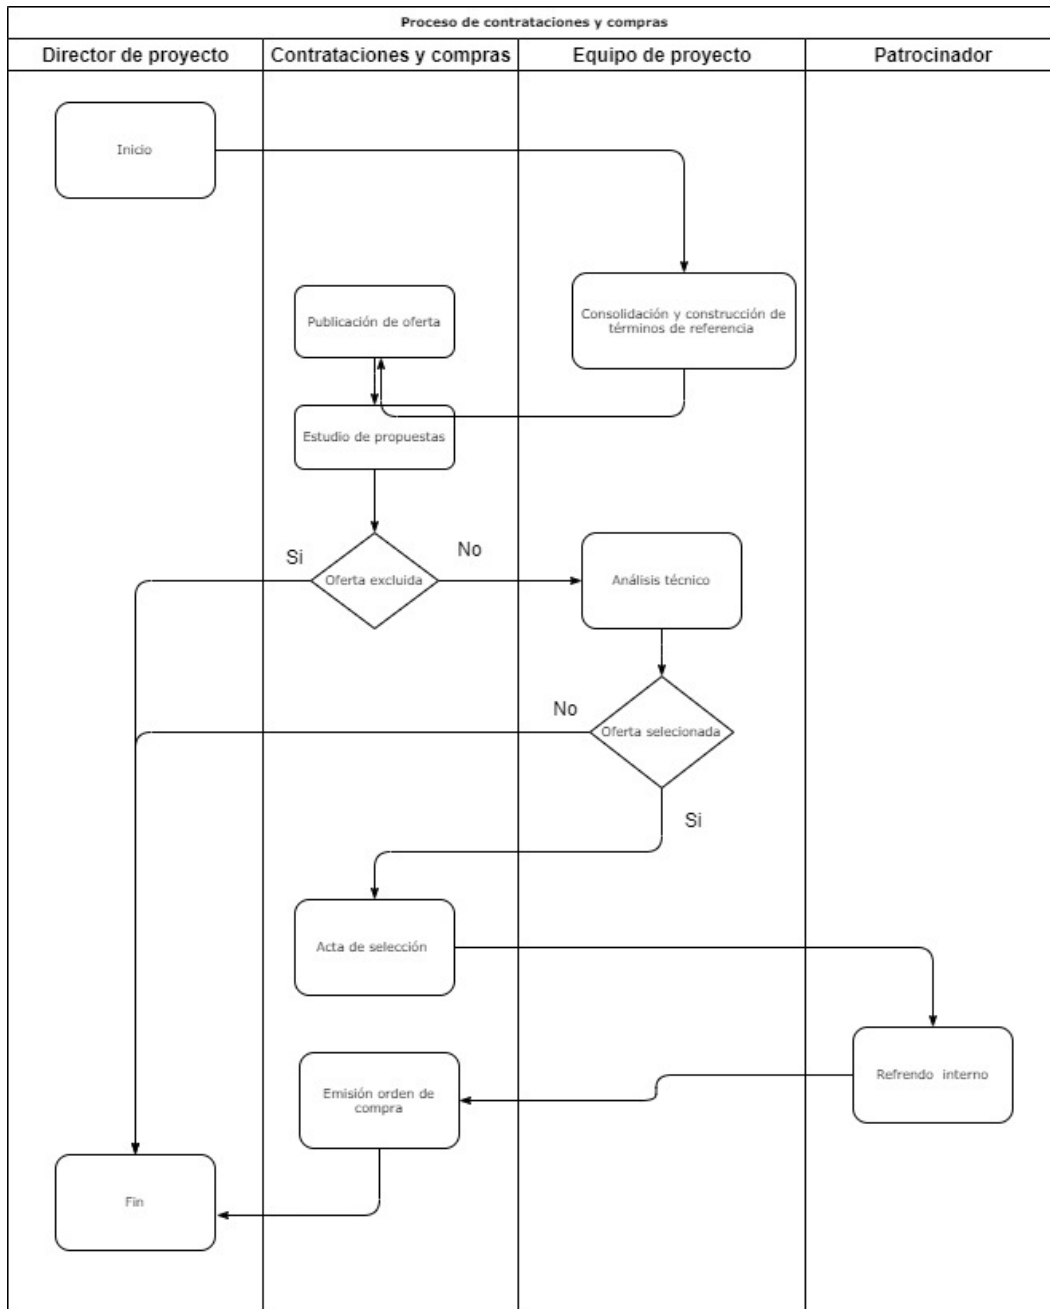 Proceso de contrataciones y compras
Director de proyecto
Contrataciones y compras
Equipo de proyecto
Patrocinador
Inicio
Publicación de oferta
Consolidación y construcción de
términos de referencia
Estudio de propuestas
Si
Oferta excluida
No
Análisis técnico
No
Oferta selecionada
Si
Acta de selección
Refrendo interno
Emisión orden de
compra
Fin